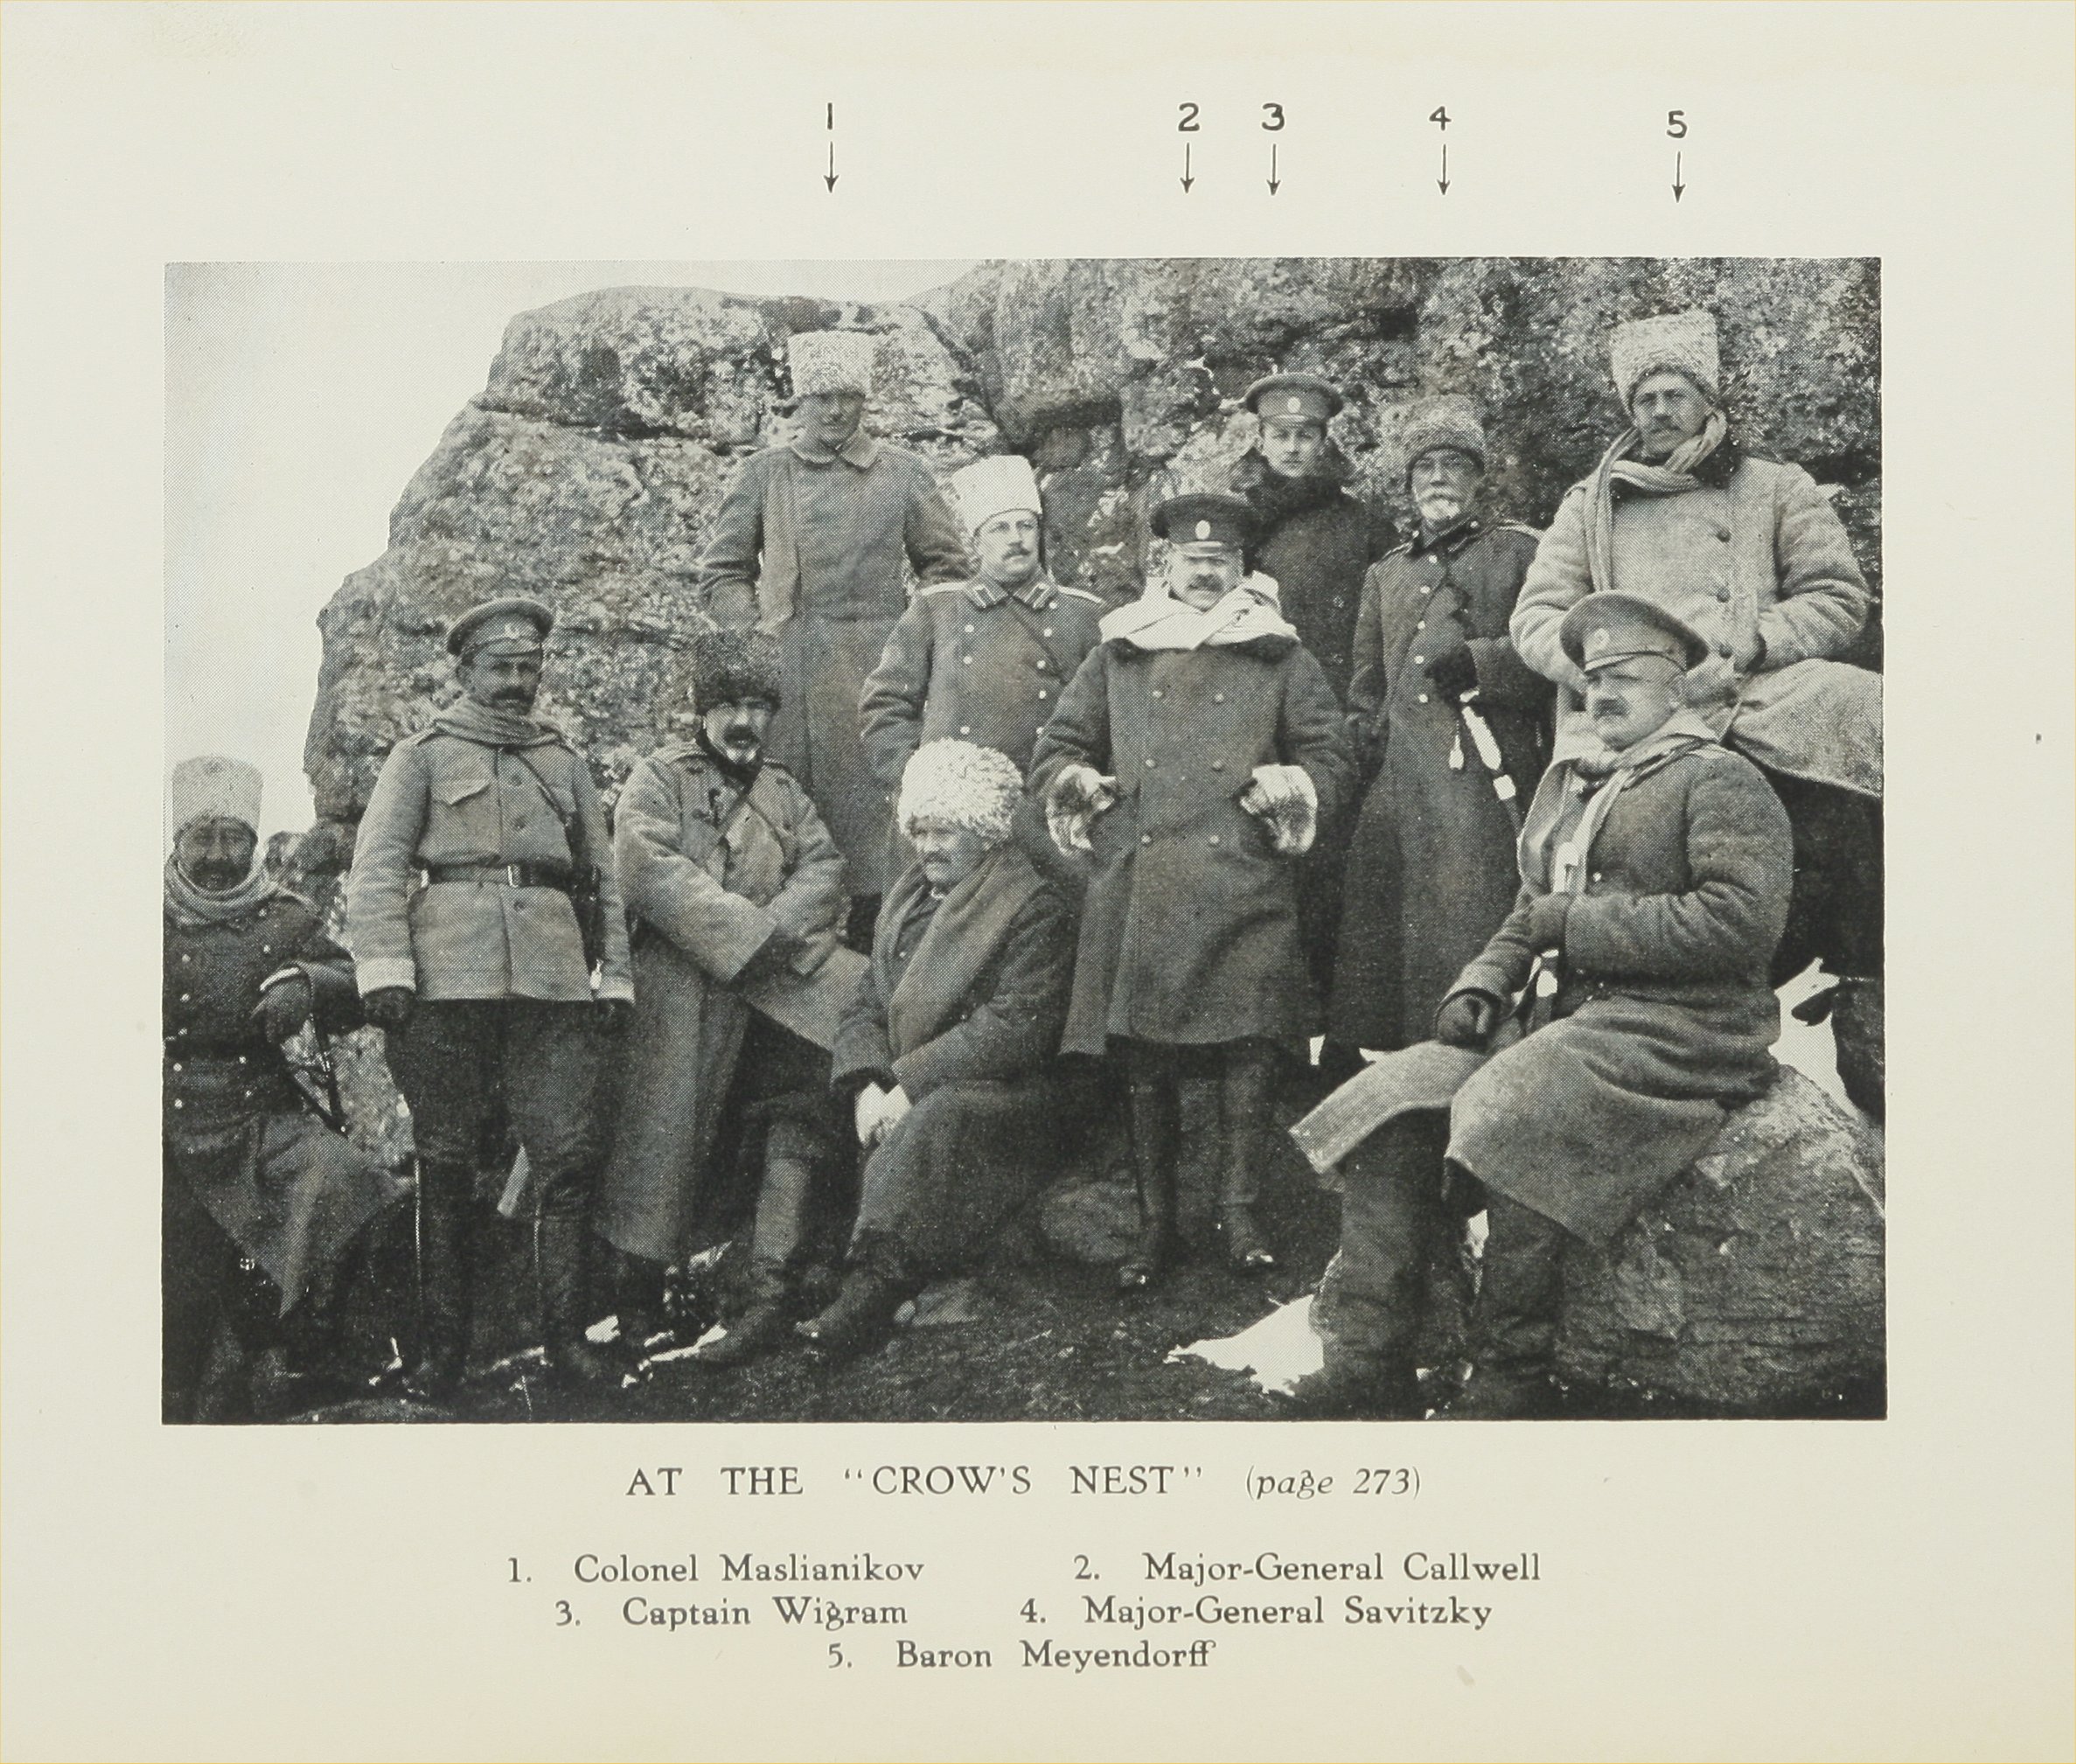 1 2 3 4 5
AT THE “CROW'S NEST” (page 273)
1. Colonel Maslianikov 2. Major-General Callwell
3. Captain Wigram 4. Major-General Savitzky
5. Baron Meyendorff